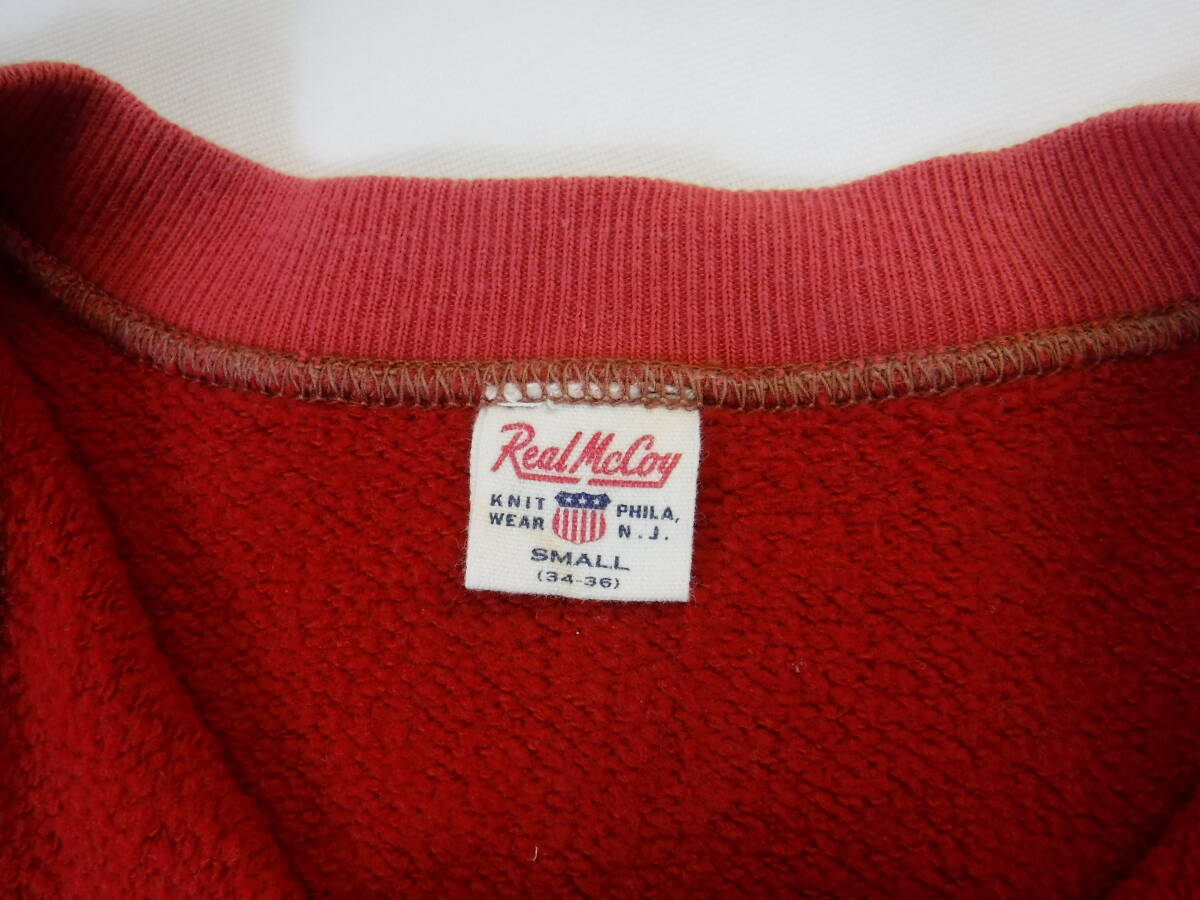 Real McCoy
KNIT WEAR
PHILA, N.J.
SMALL
(34-36)